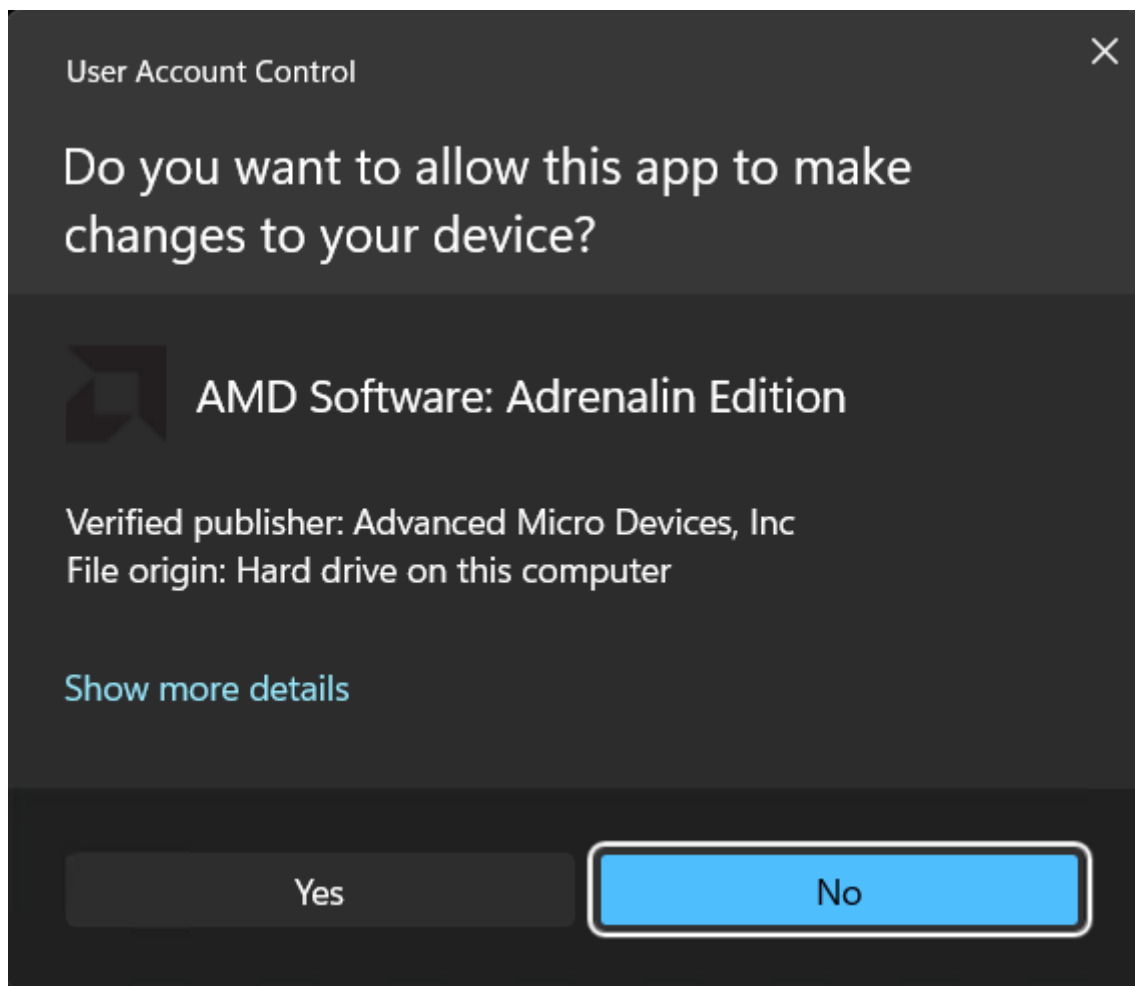 User Account Control
Do you want to allow this app to make
changes to your device?
AMD Software: Adrenalin Edition
Verified publisher: Advanced Micro Devices, Inc
File origin: Hard drive on this computer
Show more details
Yes
No